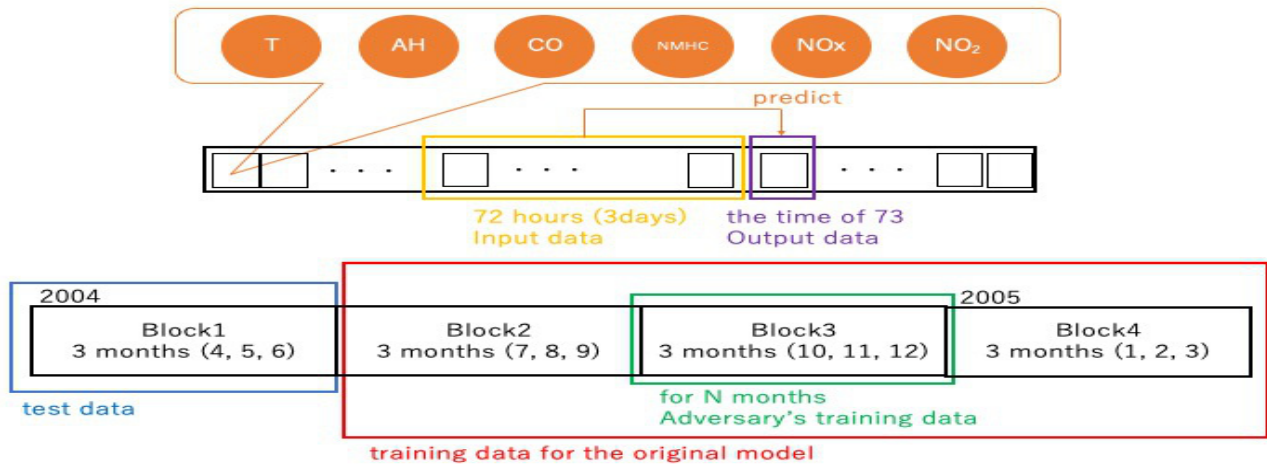 T AH CO NMHC NOx NO₂
predict
. . . . . . . . .
72 hours (3days) the time of 73
Input data Output data
2004 2005
Block1 Block2 Block3 Block4
3 months (4, 5, 6) 3 months (7, 8, 9) 3 months (10, 11, 12) 3 months (1, 2, 3)
for N months
test data Adversary's training data
training data for the original model